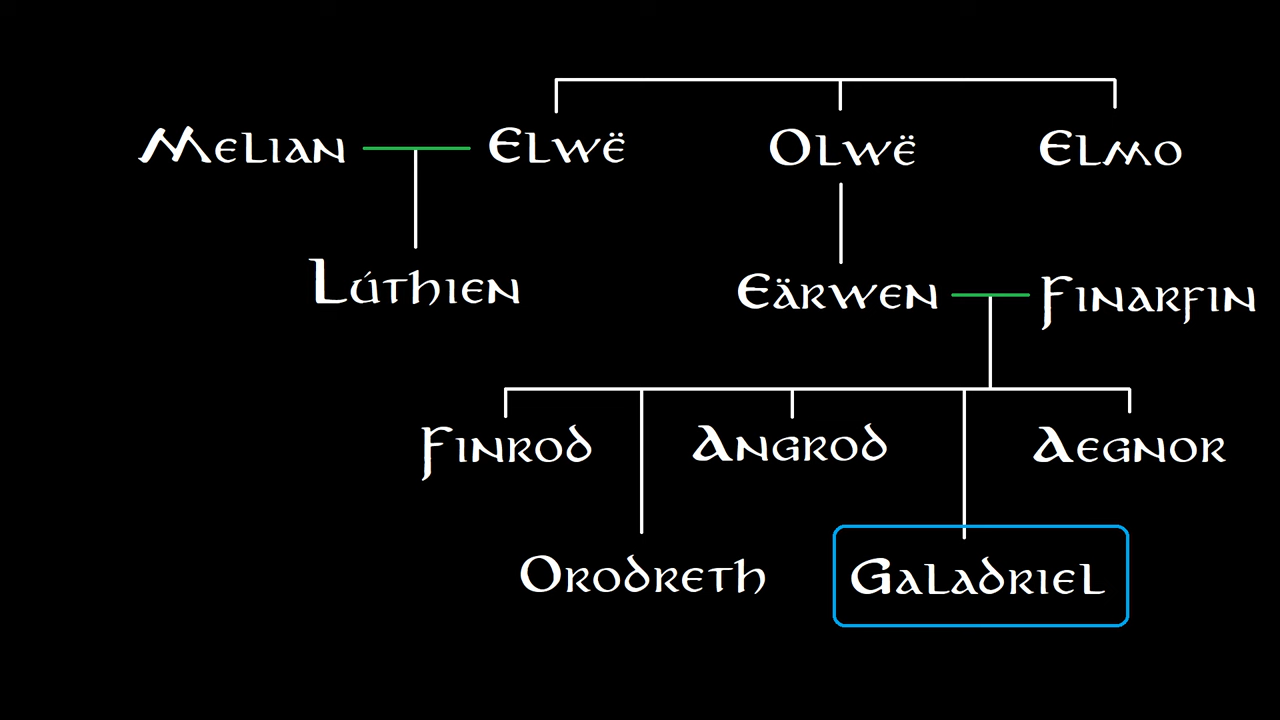 Melian Elwë Olwë Elmo
Lúthien Eärwen Finarfin
Finrod Angrod Aegnor
Orodreth Galadriel